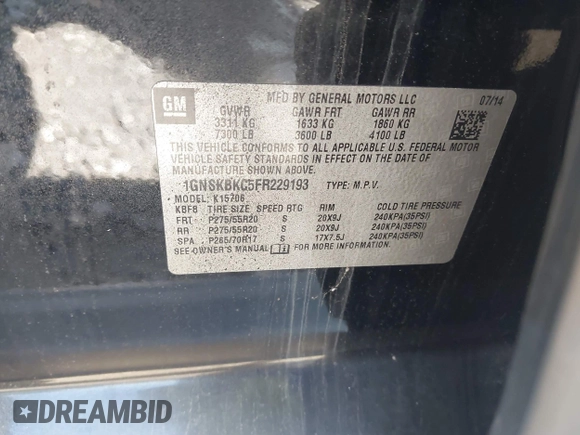 GM
MFD BY GENERAL MOTORS LLC 07/14
GVWR GAWR FRT GAWR RR
3311 KG 1633 KG 1860 KG
7300 LB 3600 LB 4100 LB
THIS VEHICLE CONFORMS TO ALL APPLICABLE U.S. FEDERAL MOTOR
VEHICLE SAFETY, BUMPER, AND THEFT PREVENTION
STANDARDS IN EFFECT ON THE DATE OF
MANUFACTURE SHOWN ABOVE.
1GNSKBKC5FR229193 TYPE: M.P.V.
MODEL: K15706
KBF8 TIRE SIZE SPEED RTG RIM COLD TIRE PRESSURE
FRT P275/55R20 S 20X9J 240KPA(35PSI)
RR P275/55R20 S 20X9J 240KPA(35PSI)
SPA P265/70R17 S 17X7.5J 240KPA(35PSI)
SEE OWNER'S MANUAL FOR MORE INFORMATION.
DREAMBID